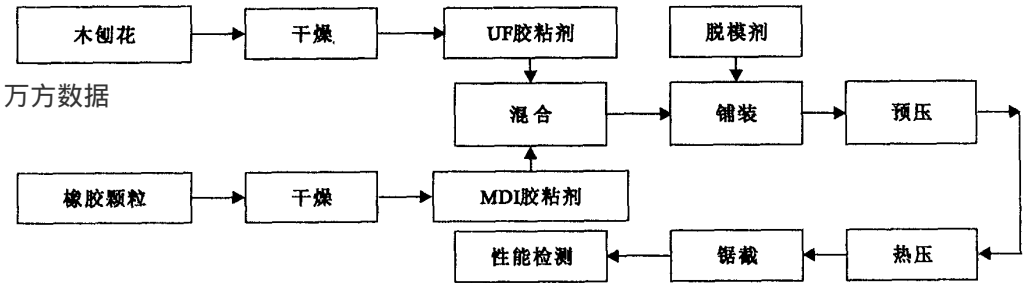 木刨花
干燥
UF胶粘剂
脱模剂
万方数据
混合
铺装
预压
橡胶颗粒
干燥
MDI胶粘剂
性能检测
锯截
热压